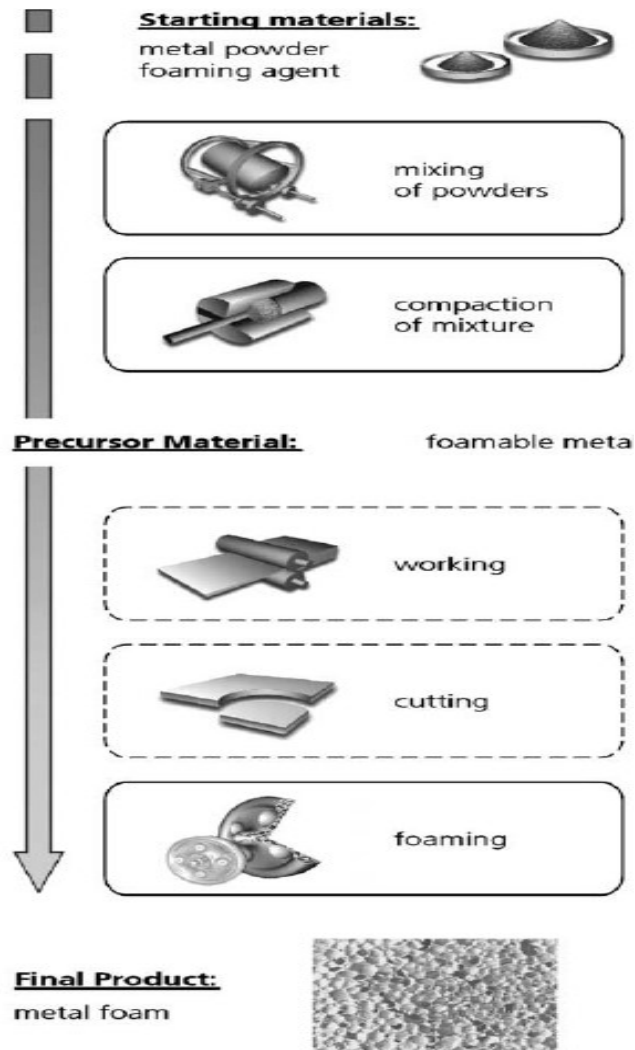 Starting materials:
metal powder
foaming agent
mixing
of powders
compaction
of mixture
Precursor Material: foamable meta
working
cutting
foaming
Final Product:
metal foam